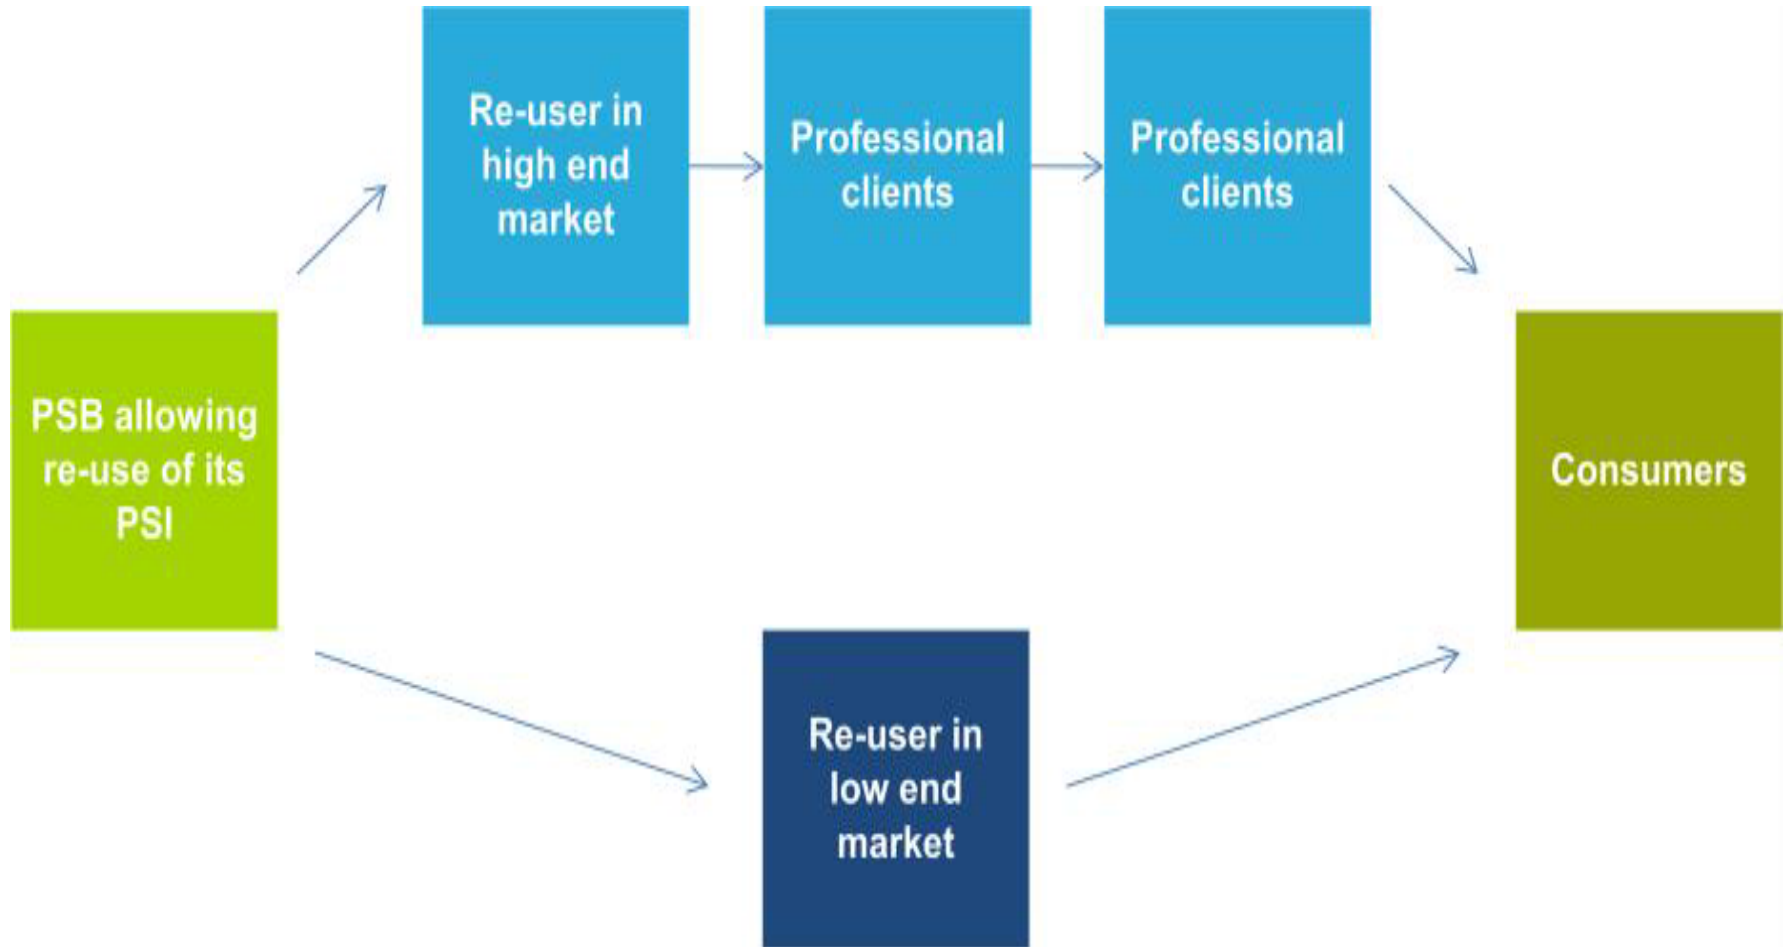 Re-user in
high end
market
Professional
clients
Professional
clients
PSB allowing
re-use of its
PSI
Consumers
Re-user in
low end
market